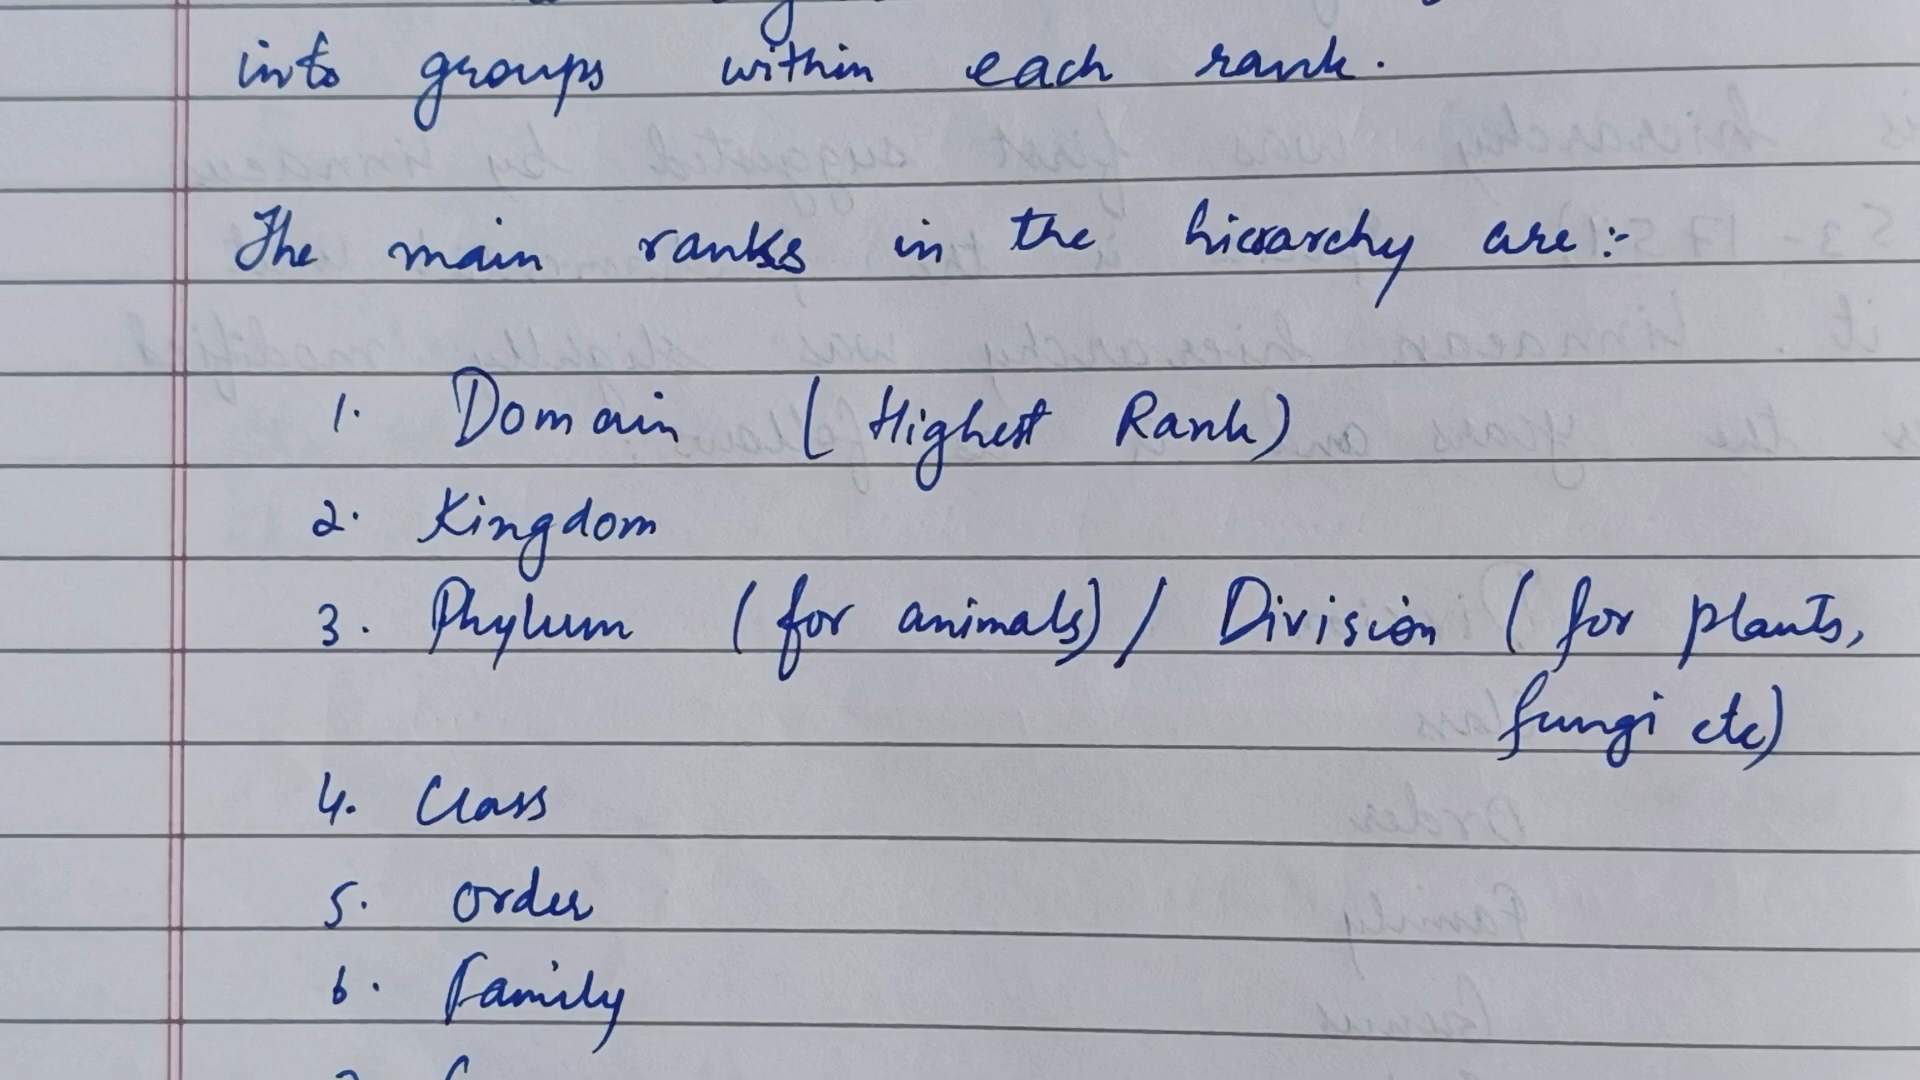 into groups within each rank.
The main ranks in the hierarchy are :-
1. Domain (Highest Rank)
2. Kingdom
3. Phylum (for animals) / Division (for plants,
fungi etc)
4. Class
5. order
6. Family